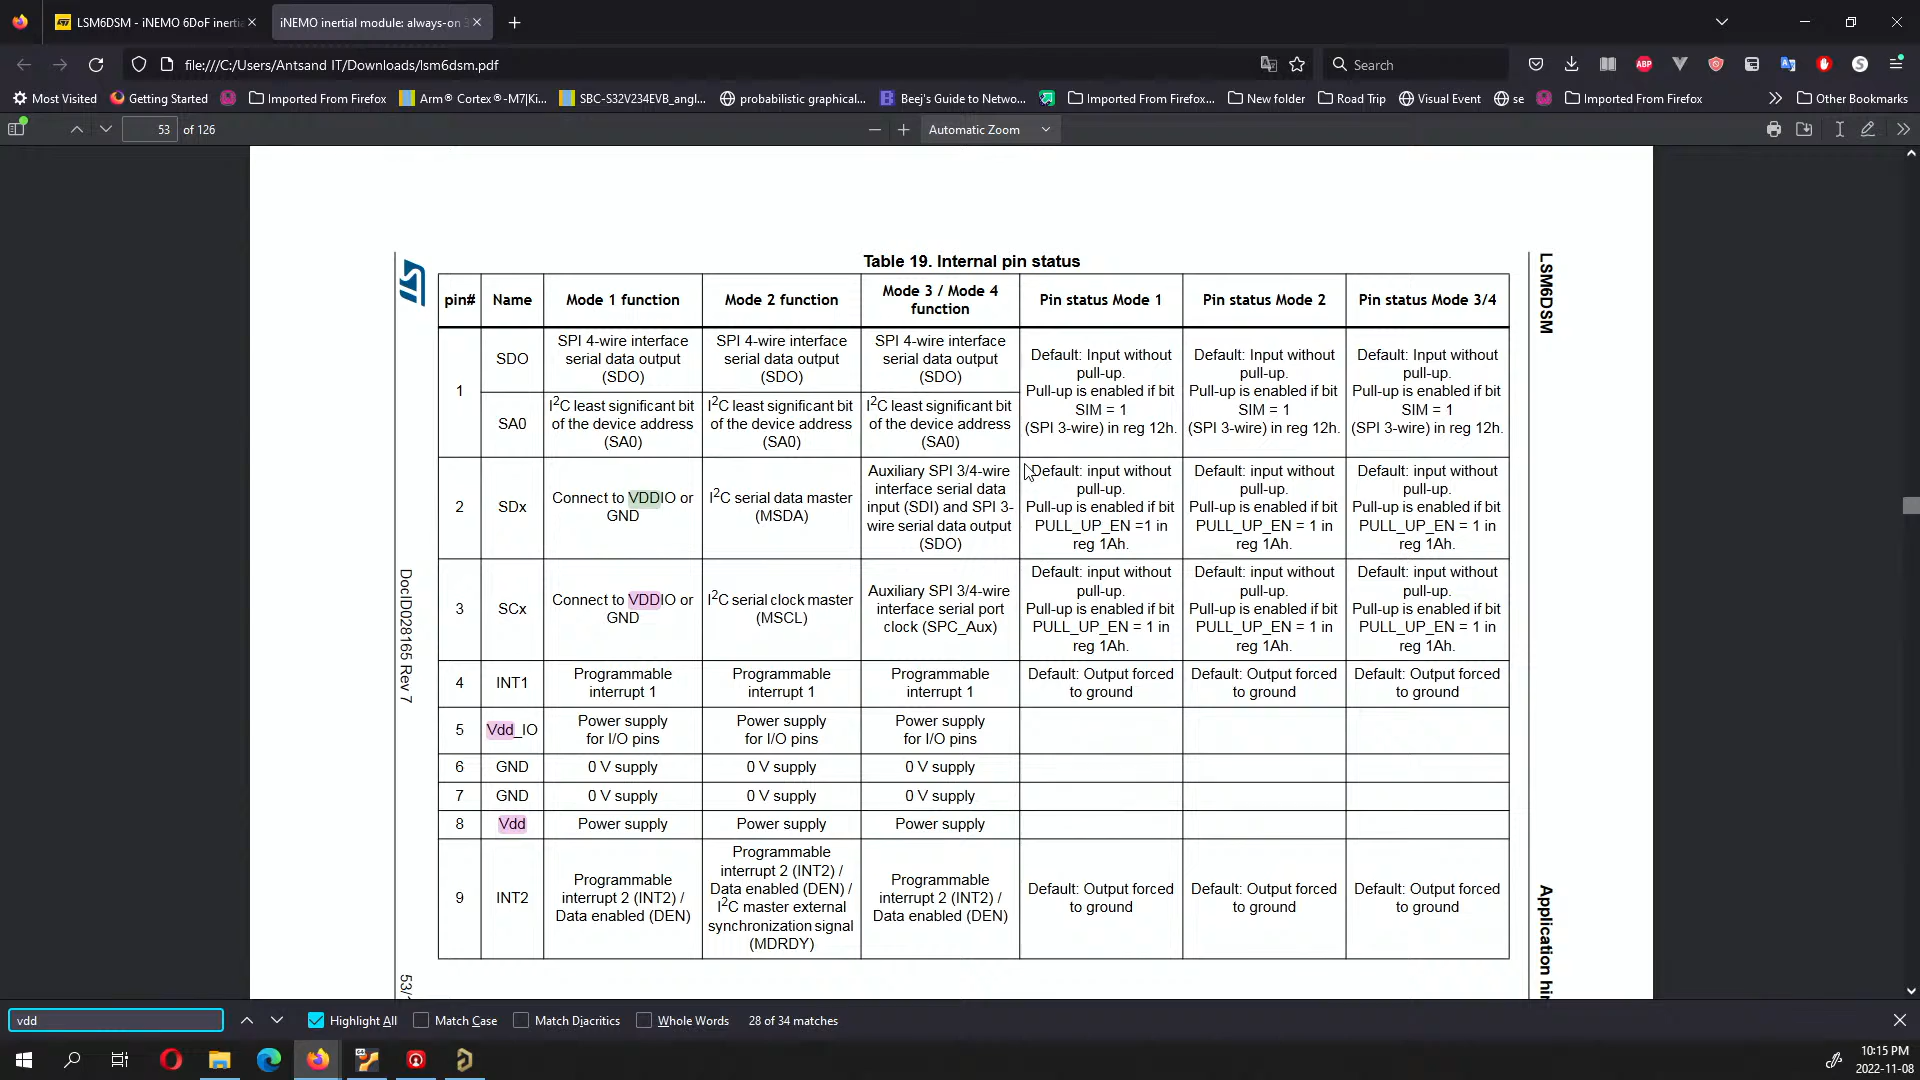 LSM6DSM - iNEMO 6DoF inerti
iNEMO inertial module: always-on 3
file:///C:/Users/Antsand IT/Downloads/lsm6dsm.pdf
Search
Most Visited
Getting Started
Imported From Firefox
Arm® Cortex®-M7|Ki...
SBC-S32V234EVB_angl...
probabilistic graphical...
Beej's Guide to Netwo...
Imported From Firefox...
New folder
Road Trip
Visual Event
se
Imported From Firefox
Other Bookmarks
53 of 126
Automatic Zoom
Table 19. Internal pin status
pin# Name Mode 1 function Mode 2 function Mode 3 / Mode 4 function Pin status Mode 1 Pin status Mode 2 Pin status Mode 3/4
1
SDO
SPI 4-wire interface
serial data output
(SDO)
SPI 4-wire interface
serial data output
(SDO)
SPI 4-wire interface
serial data output
(SDO)
SA0
I2C least significant bit
of the device address
(SA0)
I2C least significant bit
of the device address
(SA0)
I2C least significant bit
of the device address
(SA0)
Default: Input without
pull-up.
Pull-up is enabled if bit
SIM = 1
(SPI 3-wire) in reg 12h.
Default: Input without
pull-up.
Pull-up is enabled if bit
SIM = 1
(SPI 3-wire) in reg 12h.
Default: Input without
pull-up.
Pull-up is enabled if bit
SIM = 1
(SPI 3-wire) in reg 12h.
2
SDx
Connect to VDDIO or
GND
I2C serial data master
(MSDA)
Auxiliary SPI 3/4-wire
interface serial data
input (SDI) and SPI 3-
wire serial data output
(SDO)
Default: input without
pull-up.
Pull-up is enabled if bit
PULL_UP_EN =1 in
reg 1Ah.
Default: input without
pull-up.
Pull-up is enabled if bit
PULL_UP_EN = 1 in
reg 1Ah.
Default: input without
pull-up.
Pull-up is enabled if bit
PULL_UP_EN = 1 in
reg 1Ah.
3
SCx
Connect to VDDIO or
GND
I2C serial clock master
(MSCL)
Auxiliary SPI 3/4-wire
interface serial port
clock (SPC_Aux)
Default: input without
pull-up.
Pull-up is enabled if bit
PULL_UP_EN = 1 in
reg 1Ah.
Default: input without
pull-up.
Pull-up is enabled if bit
PULL_UP_EN = 1 in
reg 1Ah.
Default: input without
pull-up.
Pull-up is enabled if bit
PULL_UP_EN = 1 in
reg 1Ah.
4
INT1
Programmable
interrupt 1
Programmable
interrupt 1
Programmable
interrupt 1
Default: Output forced
to ground
Default: Output forced
to ground
Default: Output forced
to ground
5
Vdd_IO
Power supply
for I/O pins
Power supply
for I/O pins
Power supply
for I/O pins
6 GND 0 V supply 0 V supply 0 V supply
7 GND 0 V supply 0 V supply 0 V supply
8 Vdd Power supply Power supply Power supply
9
INT2
Programmable
interrupt 2 (INT2) /
Data enabled (DEN)
Programmable
interrupt 2 (INT2) /
Data enabled (DEN) /
I2C master external
synchronization signal
(MDRDY)
Programmable
interrupt 2 (INT2) /
Data enabled (DEN)
Default: Output forced
to ground
Default: Output forced
to ground
Default: Output forced
to ground
ST
DocID028165 Rev 7
53/
LSM6DSM
Application hi
vdd
Highlight All
Match Case
Match Diacritics
Whole Words
28 of 34 matches
10:15 PM
2022-11-08